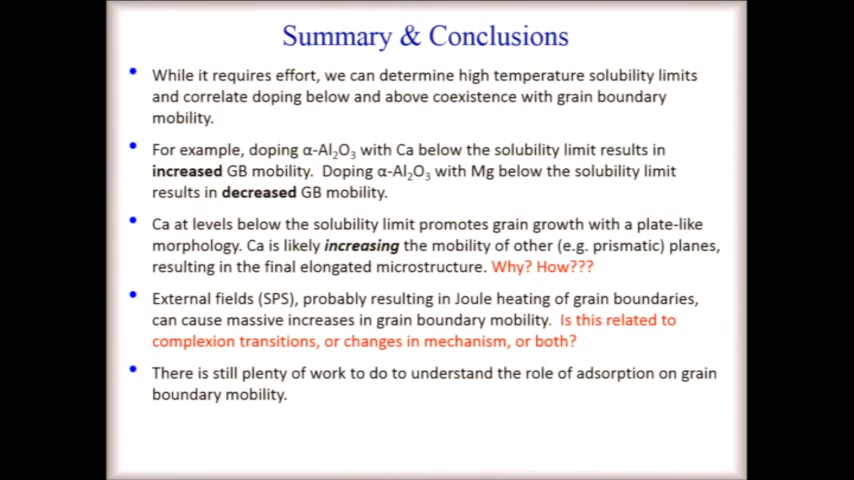 Summary & Conclusions
• While it requires effort, we can determine high temperature solubility limits
and correlate doping below and above coexistence with grain boundary
mobility.
• For example, doping α-Al₂O₃ with Ca below the solubility limit results in
increased GB mobility. Doping α-Al₂O₃ with Mg below the solubility limit
results in decreased GB mobility.
• Ca at levels below the solubility limit promotes grain growth with a plate-like
morphology. Ca is likely increasing the mobility of other (e.g. prismatic) planes,
resulting in the final elongated microstructure. Why? How???
• External fields (SPS), probably resulting in Joule heating of grain boundaries,
can cause massive increases in grain boundary mobility. Is this related to
complexion transitions, or changes in mechanism, or both?
• There is still plenty of work to do to understand the role of adsorption on grain
boundary mobility.